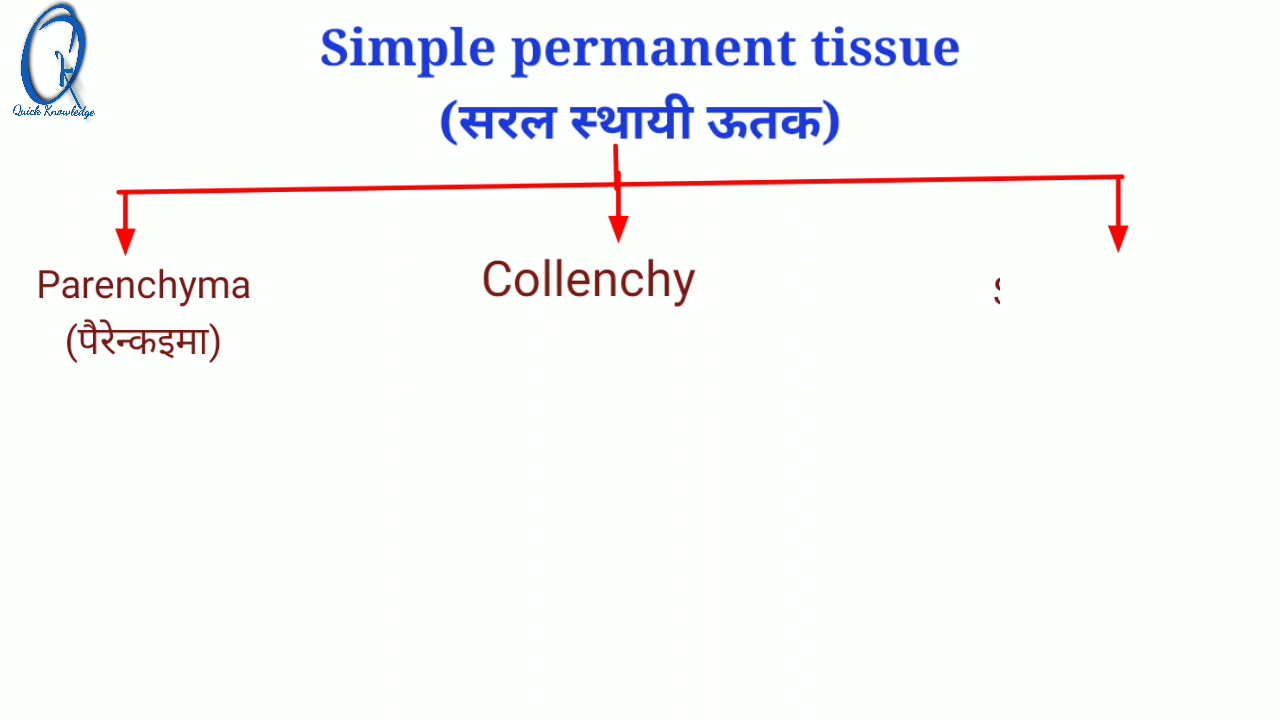 Quick Knowledge
Simple permanent tissue
(सरल स्थायी ऊतक)
Parenchyma
(पैरेन्कइमा)
Collenchy